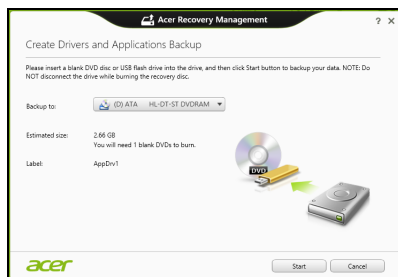 Acer Recovery Management
? ×
Create Drivers and Applications Backup
Please insert a blank DVD disc or USB flash drive into the drive, and then click Start button to backup your data. NOTE: Do
NOT disconnect the drive while burning the recovery disc.
Backup to: (D) ATA HL-DT-ST DVDRAM
Estimated size: 2.66 GB
You will need 1 blank DVDs to burn.
Label: AppDrv1
DVD
acer
Start Cancel